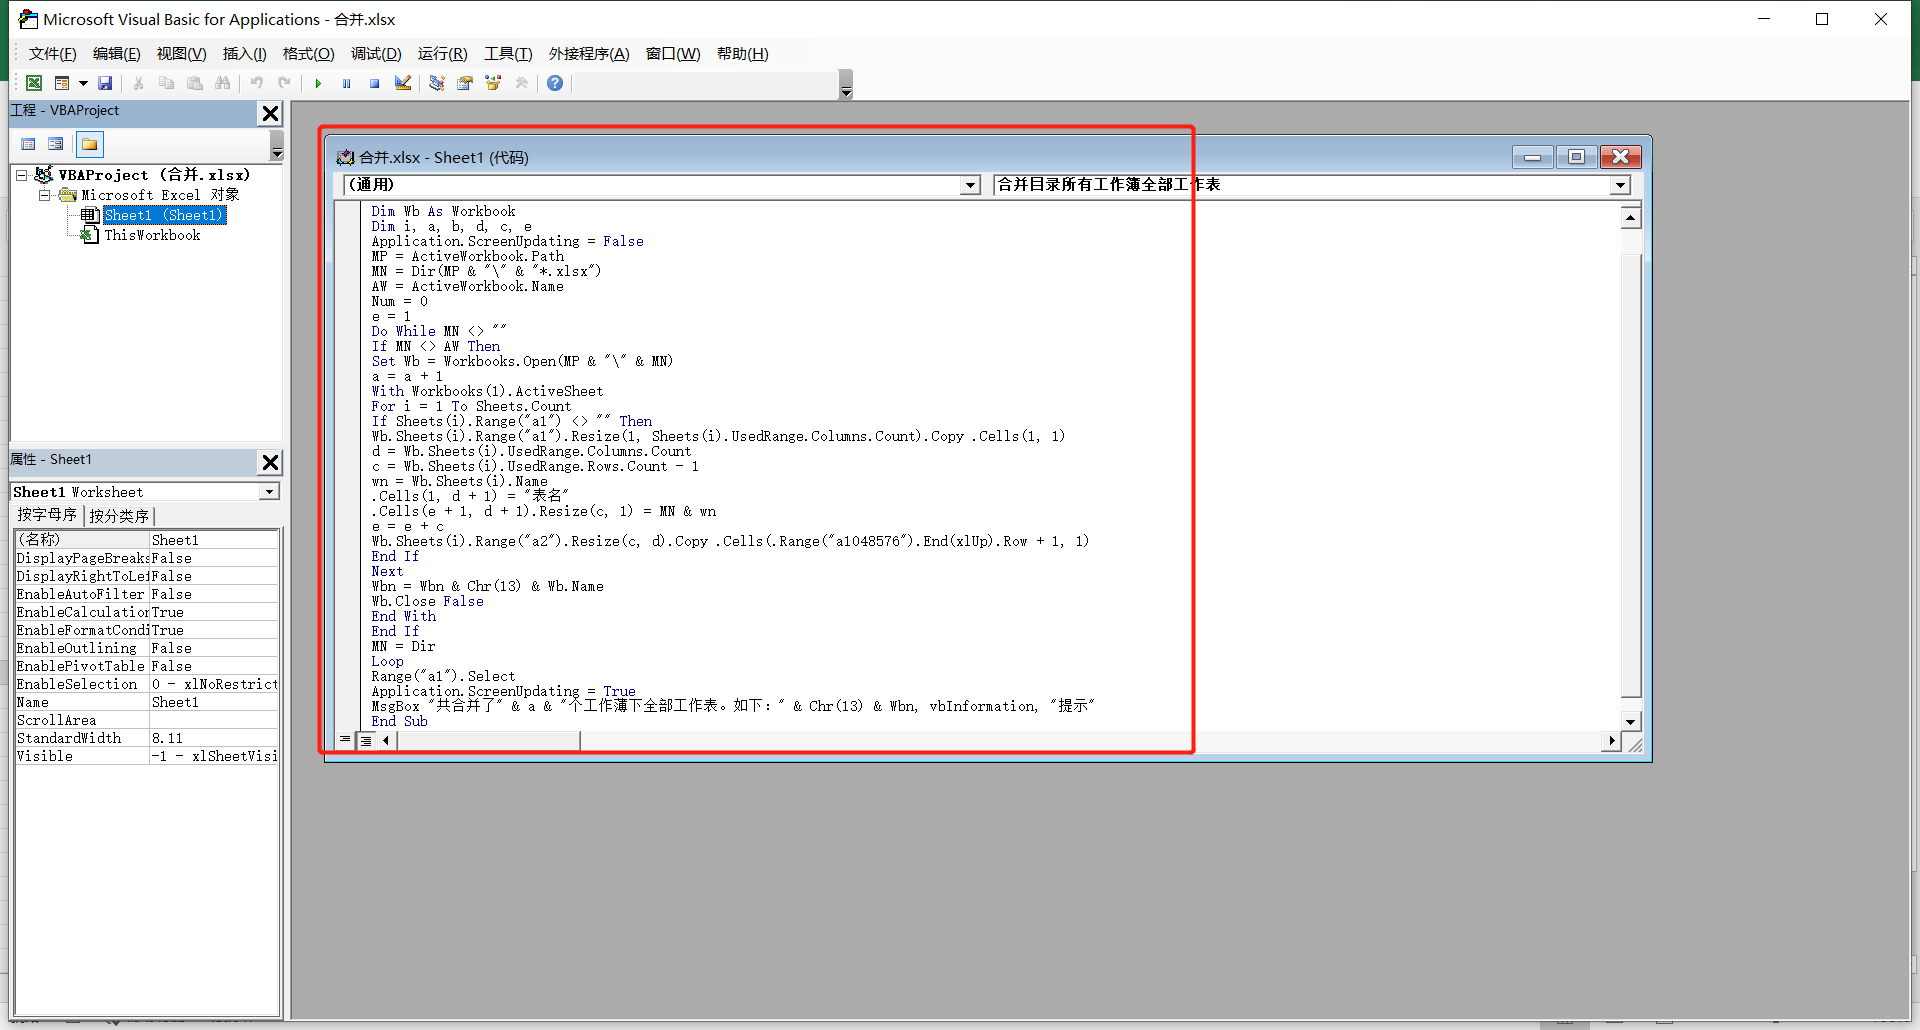 Microsoft Visual Basic for Applications - 合并.xlsx
文件(F) 编辑(E) 视图(V) 插入(I) 格式(O) 调试(D) 运行(R) 工具(T) 外接程序(A) 窗口(W) 帮助(H)
工程 - VBAProject
VBAProject (合并.xlsx)
Microsoft Excel 对象
Sheet1 (Sheet1)
ThisWorkbook
属性 - Sheet1
Sheet1 Worksheet
按字母序 按分类序
(名称) Sheet1
DisplayPageBreaks False
DisplayRightToLef False
EnableAutoFilter False
EnableCalculation True
EnableFormatCondi True
EnableOutlining False
EnablePivotTable False
EnableSelection 0 - xlNoRestrict
Name Sheet1
ScrollArea
StandardWidth 8.11
Visible -1 - xlSheetVisi
合并.xlsx - Sheet1 (代码)
(通用) 合并目录所有工作簿全部工作表
Dim Wb As Workbook
Dim i, a, b, d, c, e
Application.ScreenUpdating = False
MP = ActiveWorkbook.Path
MN = Dir(MP & "\" & "*.xlsx")
AW = ActiveWorkbook.Name
Num = 0
e = 1
Do While MN <> ""
If MN <> AW Then
Set Wb = Workbooks.Open(MP & "\" & MN)
a = a + 1
With Workbooks(1).ActiveSheet
For i = 1 To Sheets.Count
If Sheets(i).Range("a1") <> "" Then
Wb.Sheets(i).Range("a1").Resize(1, Sheets(i).UsedRange.Columns.Count).Copy .Cells(1, 1)
d = Wb.Sheets(i).UsedRange.Columns.Count
c = Wb.Sheets(i).UsedRange.Rows.Count - 1
wn = Wb.Sheets(i).Name
.Cells(1, d + 1) = "表名"
.Cells(e + 1, d + 1).Resize(c, 1) = MN & wn
e = e + c
Wb.Sheets(i).Range("a2").Resize(c, d).Copy .Cells(.Range("a1048576").End(xlUp).Row + 1, 1)
End If
Next
Wbn = Wbn & Chr(13) & Wb.Name
Wb.Close False
End With
End If
MN = Dir
Loop
Range("a1").Select
Application.ScreenUpdating = True
MsgBox "共合并了" & a & "个工作薄下全部工作表。如下：" & Chr(13) & Wbn, vbInformation, "提示"
End Sub